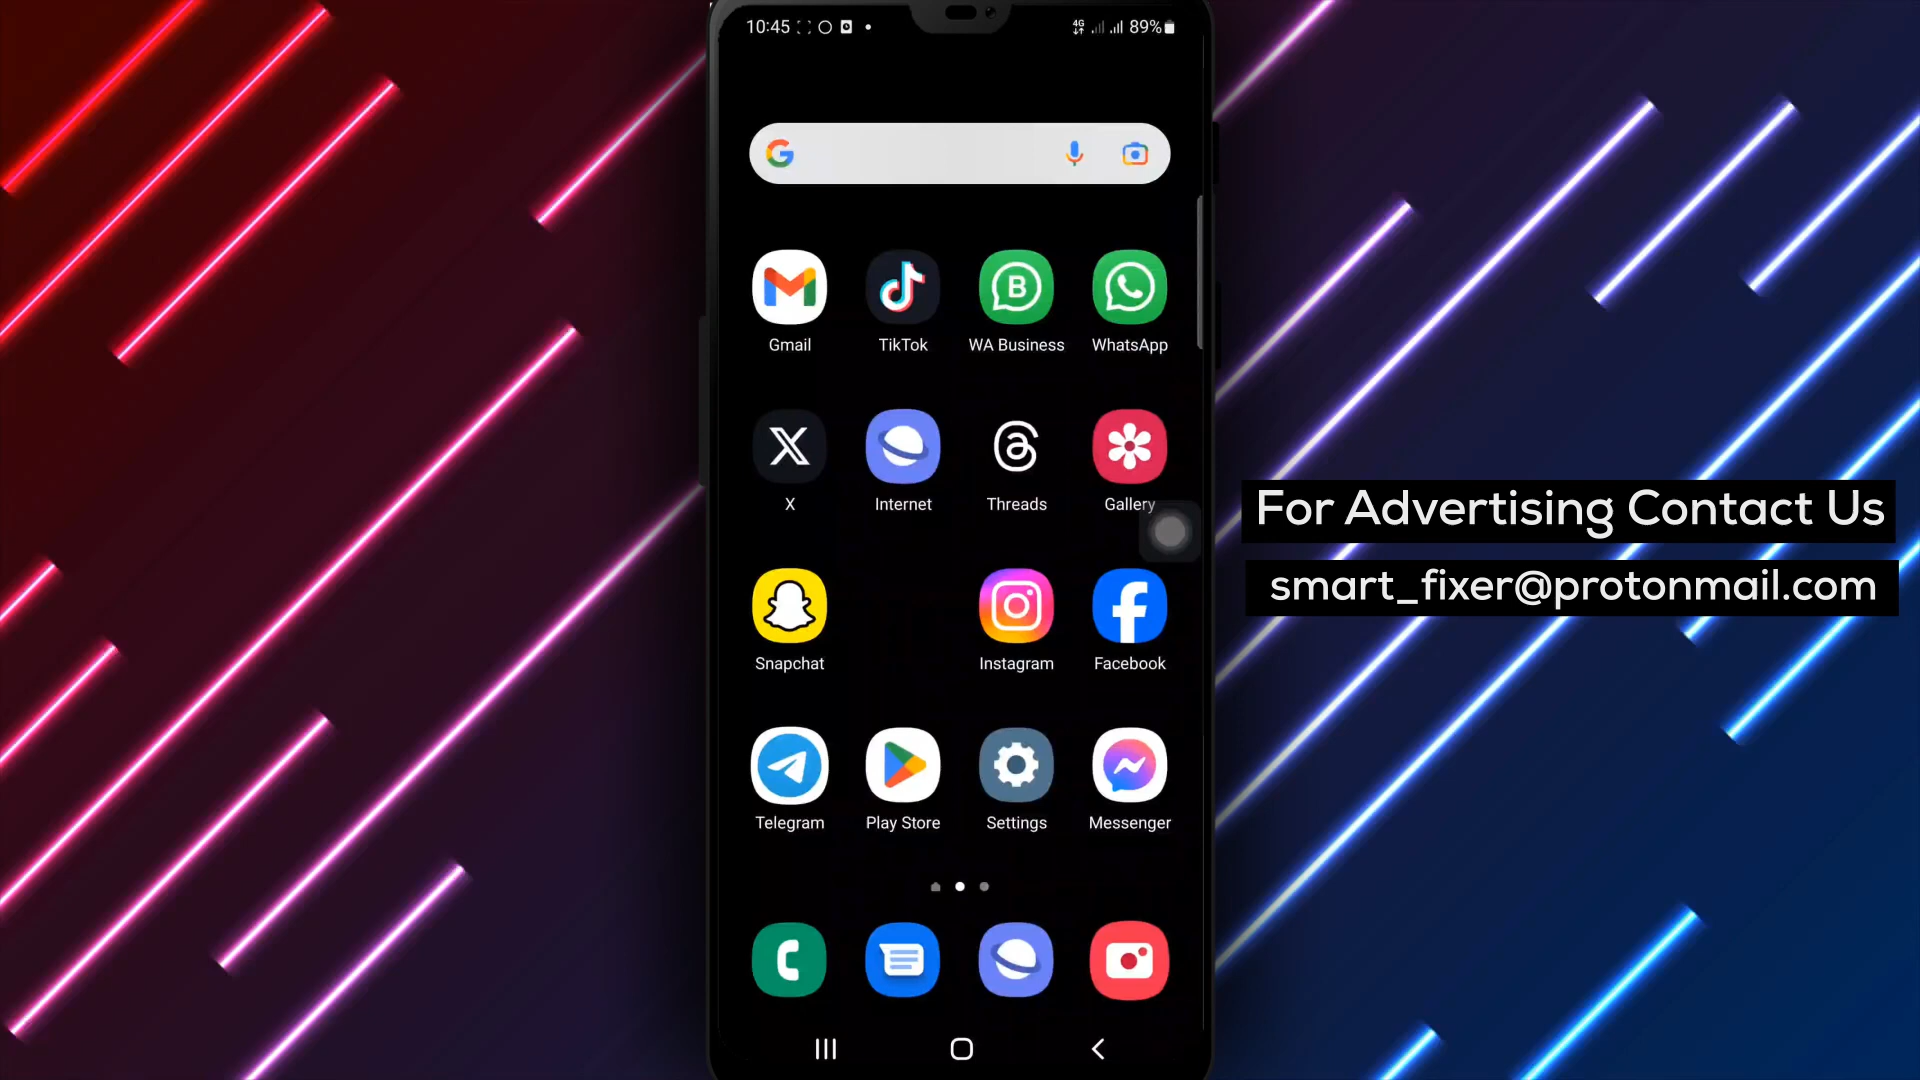 10:45 4G 89%
Gmail TikTok WA Business WhatsApp
X Internet Threads Gallery
For Advertising Contact Us
smart_fixer@protonmail.com
Snapchat Instagram Facebook
Telegram Play Store Settings Messenger